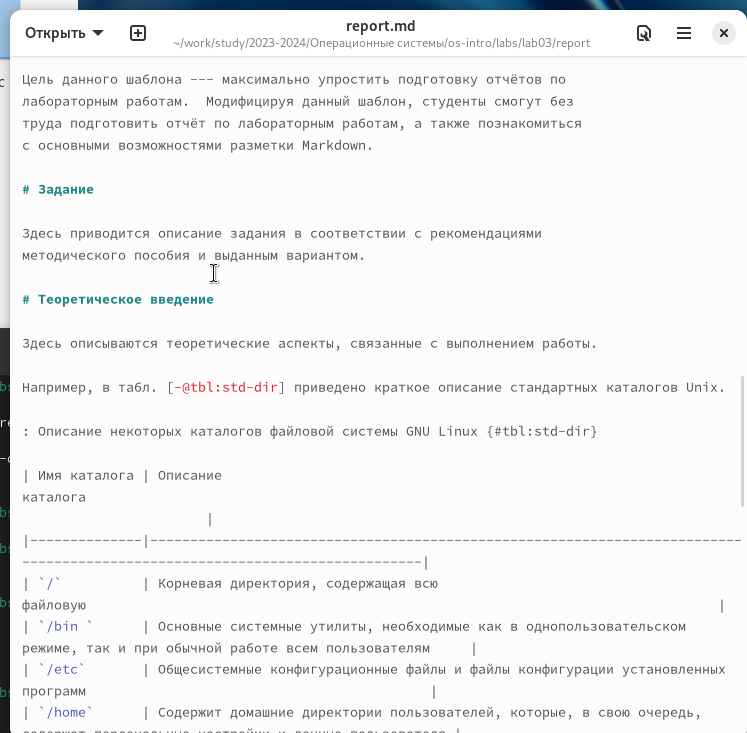 Открыть
report.md
~/work/study/2023-2024/Операционные системы/os-intro/labs/lab03/report
Цель данного шаблона --- максимально упростить подготовку отчётов по
лабораторным работам.  Модифицируя данный шаблон, студенты смогут без
труда подготовить отчёт по лабораторным работам, а также познакомиться
с основными возможностями разметки Markdown.
# Задание
Здесь приводится описание задания в соответствии с рекомендациями
методического пособия и выданным вариантом.
# Теоретическое введение
Здесь описываются теоретические аспекты, связанные с выполнением работы.
Например, в табл. [-@tbl:std-dir] приведено краткое описание стандартных каталогов Unix.
: Описание некоторых каталогов файловой системы GNU Linux {#tbl:std-dir}
| Имя каталога | Описание
каталога
|
|--------------|--------------------------------------------------------------------------
--------------------------------------------------|
| `/`          | Корневая директория, содержащая всю
файловую                                                                               |
| `/bin `      | Основные системные утилиты, необходимые как в однопользовательском
режиме, так и при обычной работе всем пользователям     |
| `/etc`       | Общесистемные конфигурационные файлы и файлы конфигурации установленных
программ                                           |
| `/home`      | Содержит домашние директории пользователей, которые, в свою очередь,
содержат персональные настройки и данные пользователя |